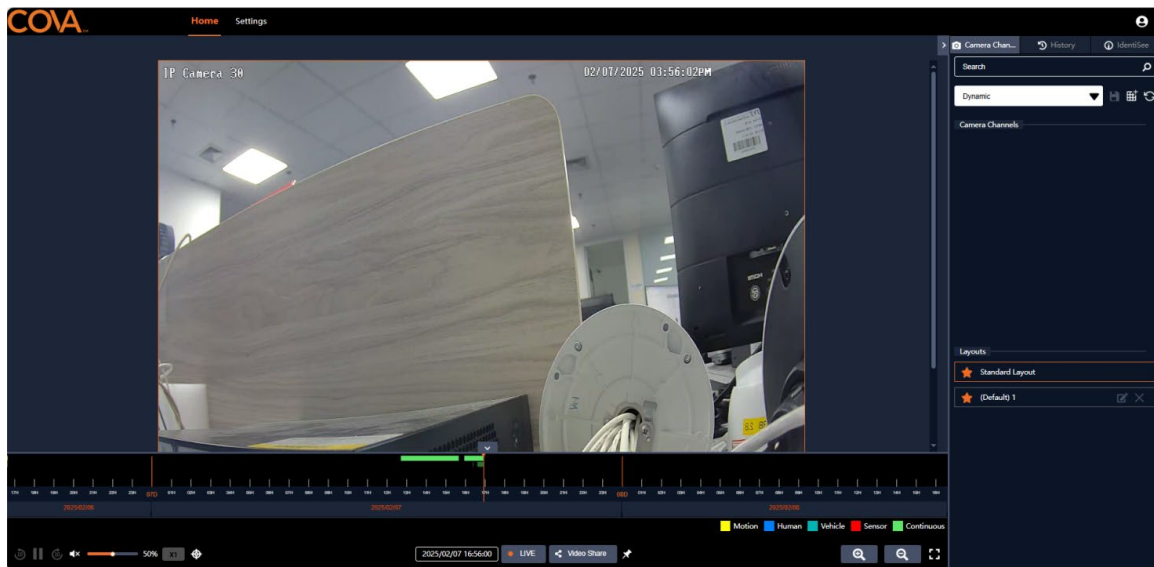 COVA
Home
Settings
Camera Chan...
History
IdentiSee
IP Camera 30
02/07/2025 03:56:02PM
Search
Dynamic
Camera Channels
Layouts
Standard Layout
(Default) 1
07D
08D
2025/02/06
2025/02/07
2025/02/08
Motion
Human
Vehicle
Sensor
Continuous
50%
X1
2025/02/07 16:56:00
LIVE
Video Share